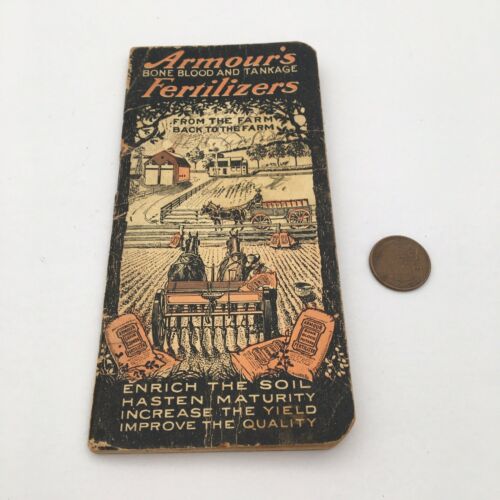 Armour's
BONE BLOOD AND TANKAGE
Fertilizers
FROM THE FARM
BACK TO THE FARM
ENRICH THE SOIL
HASTEN MATURITY
INCREASE THE YIELD
IMPROVE THE QUALITY